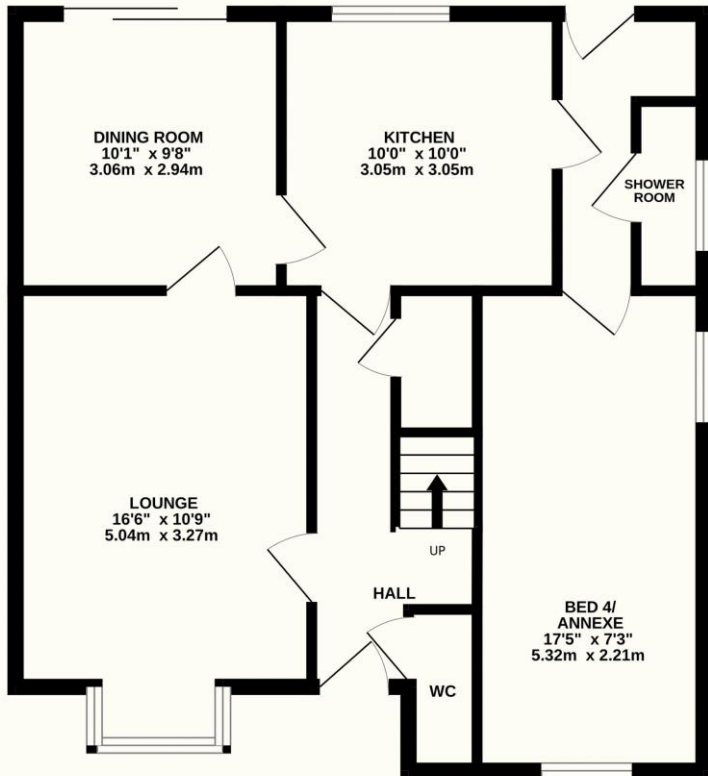 DINING ROOM
10'1" x 9'8"
3.06m x 2.94m
KITCHEN
10'0" x 10'0"
3.05m x 3.05m
SHOWER
ROOM
LOUNGE
16'6" x 10'9"
5.04m x 3.27m
UP
HALL
BED 4/
ANNEXE
17'5" x 7'3"
5.32m x 2.21m
WC